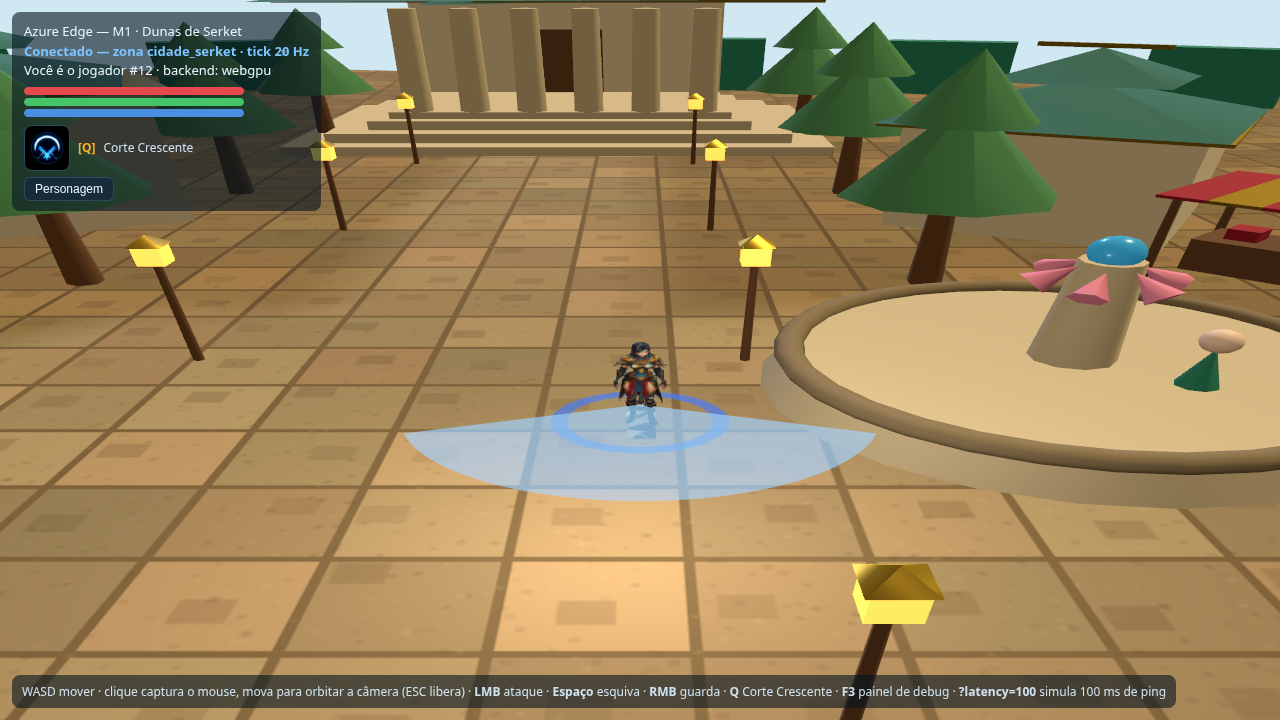 Azure Edge — M1 · Dunas de Serket
Conectado — zona cidade_serket · tick 20 Hz
Você é o jogador #12 · backend: webgpu
[Q] Corte Crescente
Personagem
WASD mover · clique captura o mouse, mova para orbitar a câmera (ESC libera) · LMB ataque · Espaço esquiva · RMB guarda · Q Corte Crescente · F3 painel de debug · ?latency=100 simula 100 ms de ping